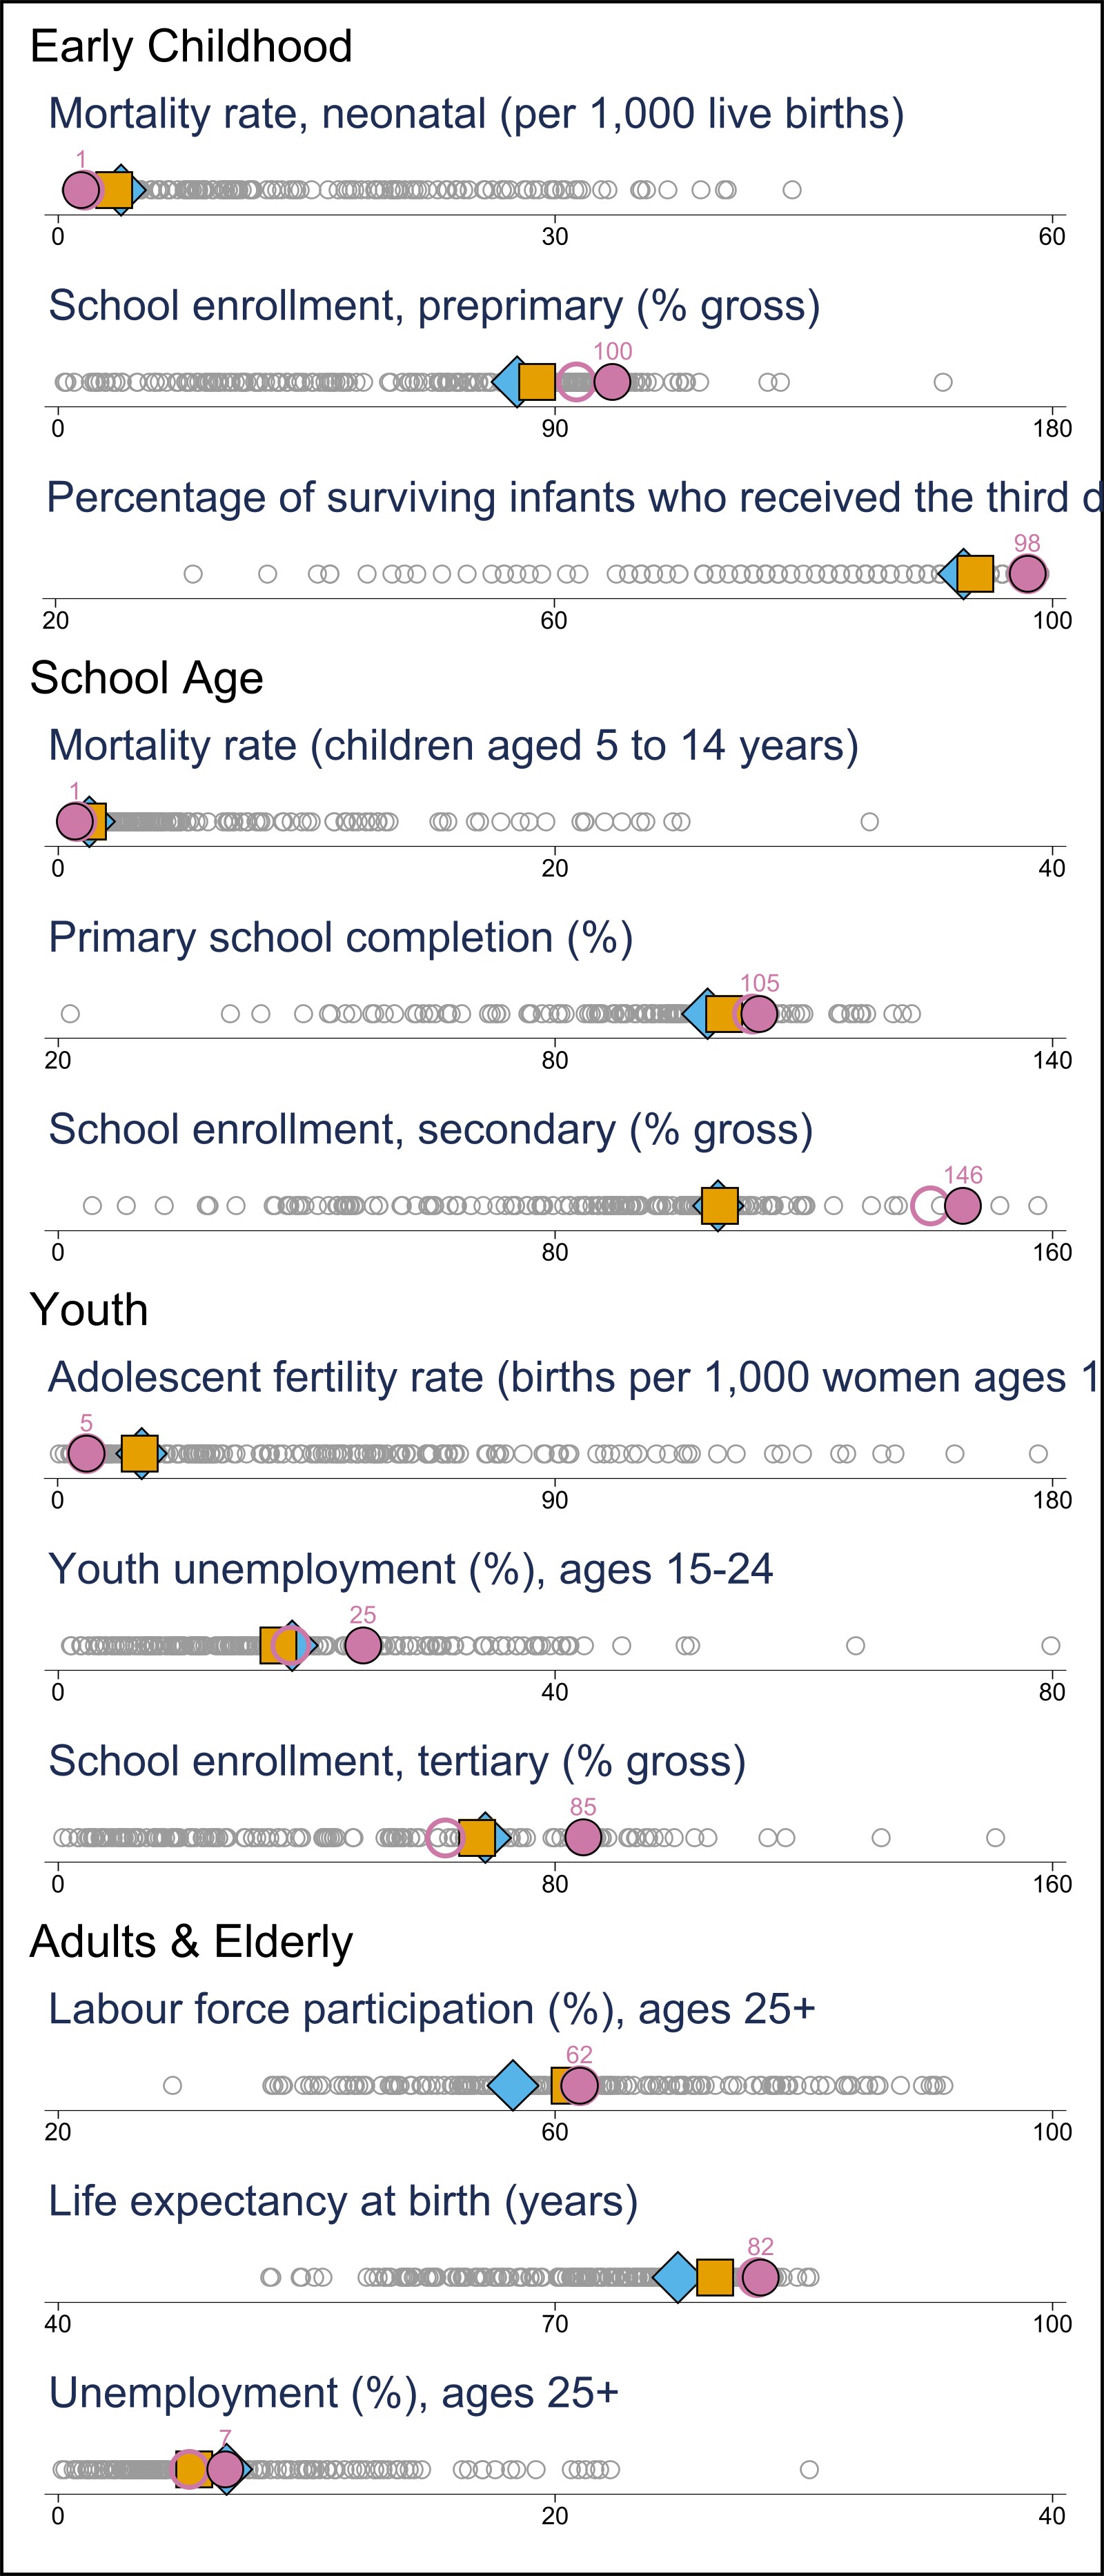 Early Childhood
Mortality rate, neonatal (per 1,000 live births)
1
0 30 60
School enrollment, preprimary (% gross)
100
0 90 180
Percentage of surviving infants who received the third d
98
20 60 100
School Age
Mortality rate (children aged 5 to 14 years)
1
0 20 40
Primary school completion (%)
105
20 80 140
School enrollment, secondary (% gross)
146
0 80 160
Youth
Adolescent fertility rate (births per 1,000 women ages 1
5
0 90 180
Youth unemployment (%), ages 15-24
25
0 40 80
School enrollment, tertiary (% gross)
85
0 80 160
Adults & Elderly
Labour force participation (%), ages 25+
62
20 60 100
Life expectancy at birth (years)
82
40 70 100
Unemployment (%), ages 25+
7
0 20 40